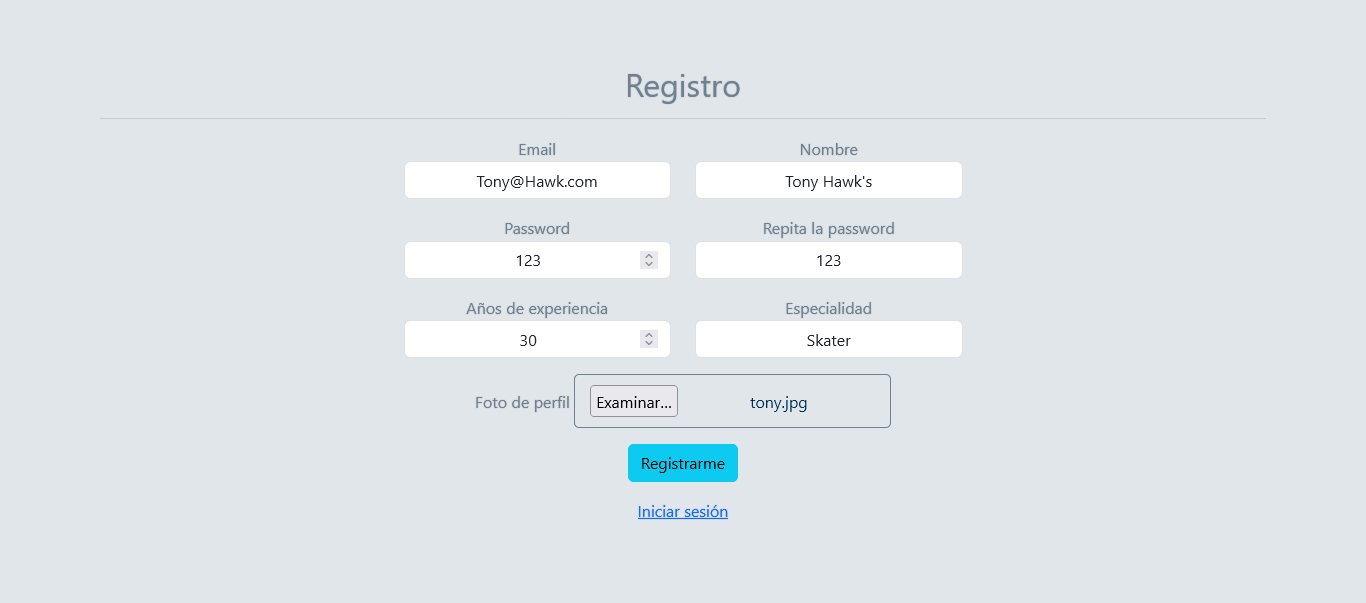 Registro
Email Nombre
Tony@Hawk.com Tony Hawk's
Password Repita la password
123 123
Años de experiencia Especialidad
30 Skater
Foto de perfil Examinar... tony.jpg
Registrarme
Iniciar sesión